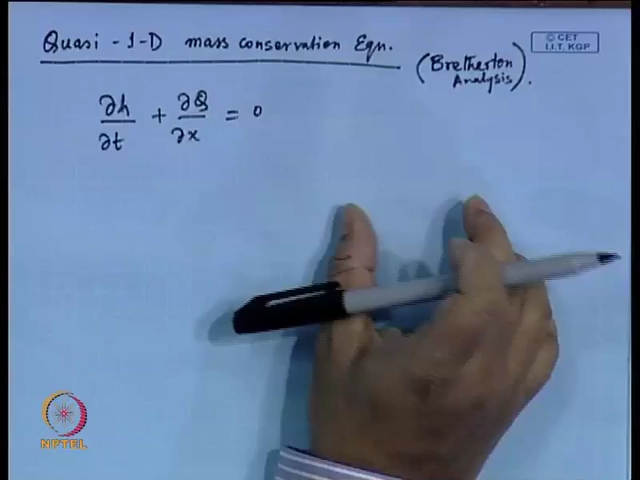 Quasi - 1-D mass conservation Eqn.
(Bretherton Analysis).
© CET
I.I.T. KGP
∂h/∂t + ∂Q/∂x = 0
NPTEL